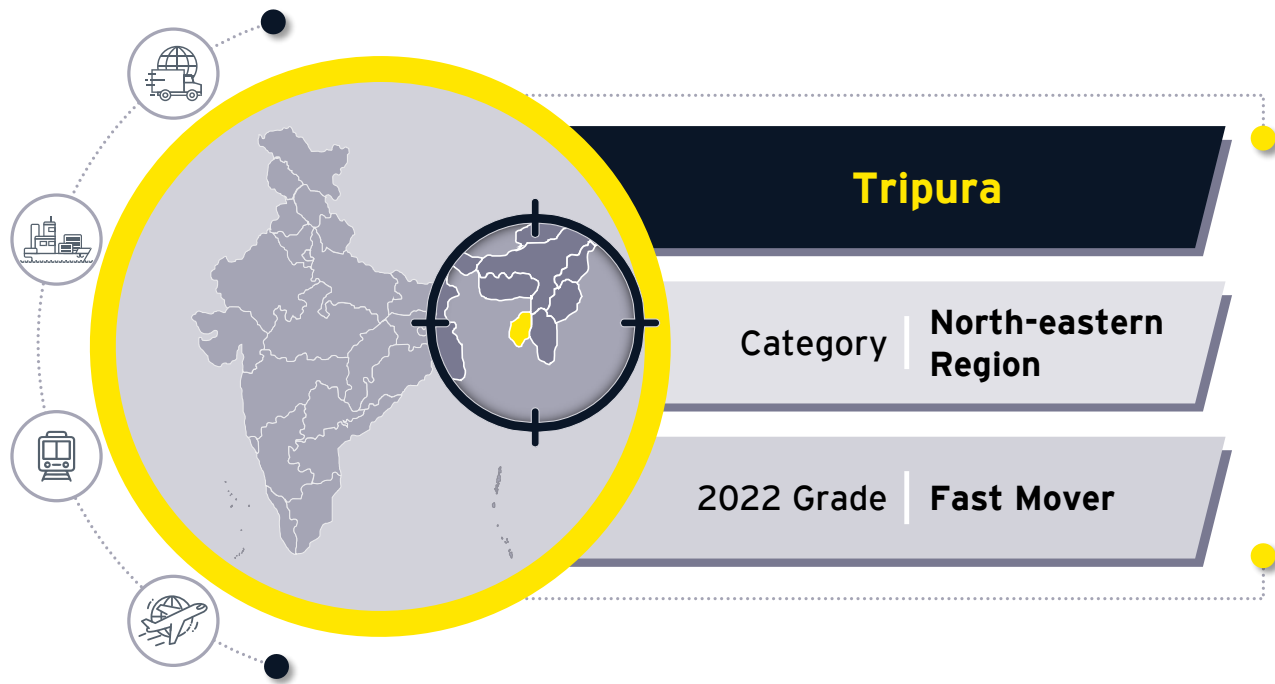 Tripura
Category
North-eastern
Region
2022 Grade
Fast Mover